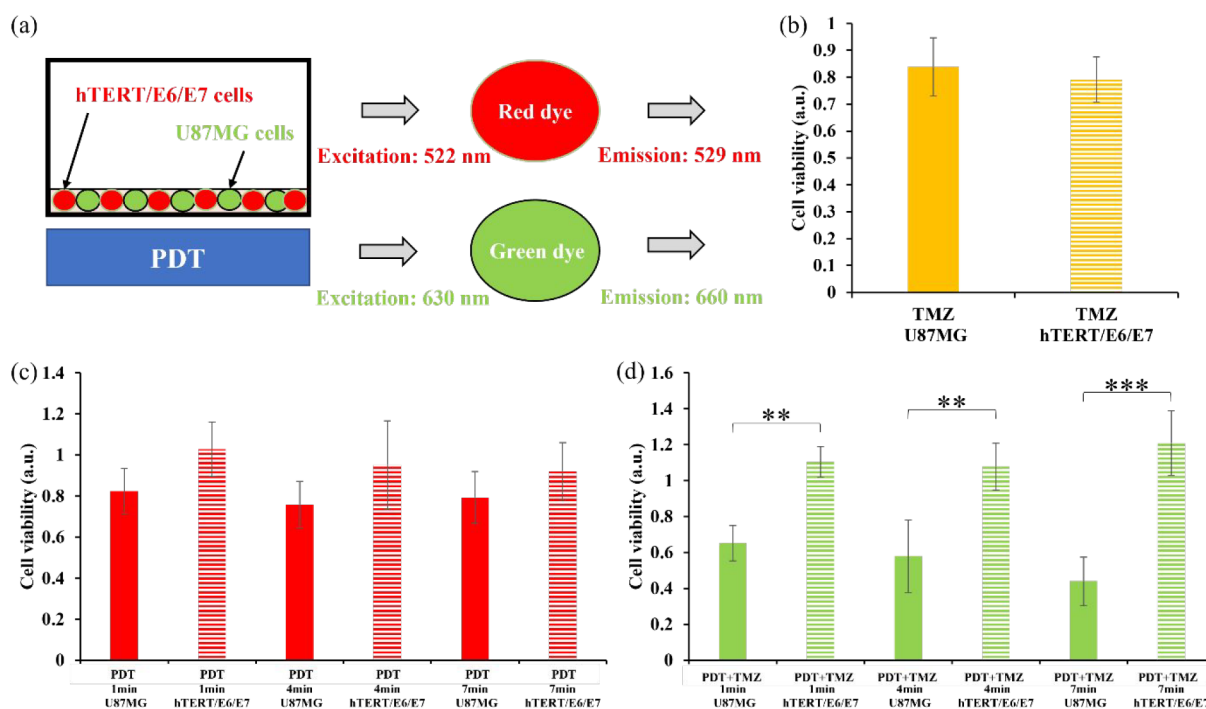 (a)
hTERT/E6/E7 cells
U87MG cells
PDT
Red dye
Excitation: 522 nm
Emission: 529 nm
Green dye
Excitation: 630 nm
Emission: 660 nm
(b)
Cell viability (a.u.)
1
0.9
0.8
0.7
0.6
0.5
0.4
0.3
0.2
0.1
0
TMZ
U87MG
TMZ
hTERT/E6/E7
(c)
Cell viability (a.u.)
1.4
1.2
1
0.8
0.6
0.4
0.2
0
PDT
1min
U87MG
PDT
1min
hTERT/E6/E7
PDT
4min
U87MG
PDT
4min
hTERT/E6/E7
PDT
7min
U87MG
PDT
7min
hTERT/E6/E7
(d)
Cell viability (a.u.)
1.6
1.4
1.2
1
0.8
0.6
0.4
0.2
0
**
**
***
PDT+TMZ
1min
U87MG
PDT+TMZ
1min
hTERT/E6/E7
PDT+TMZ
4min
U87MG
PDT+TMZ
4min
hTERT/E6/E7
PDT+TMZ
7min
U87MG
PDT+TMZ
7min
hTERT/E6/E7